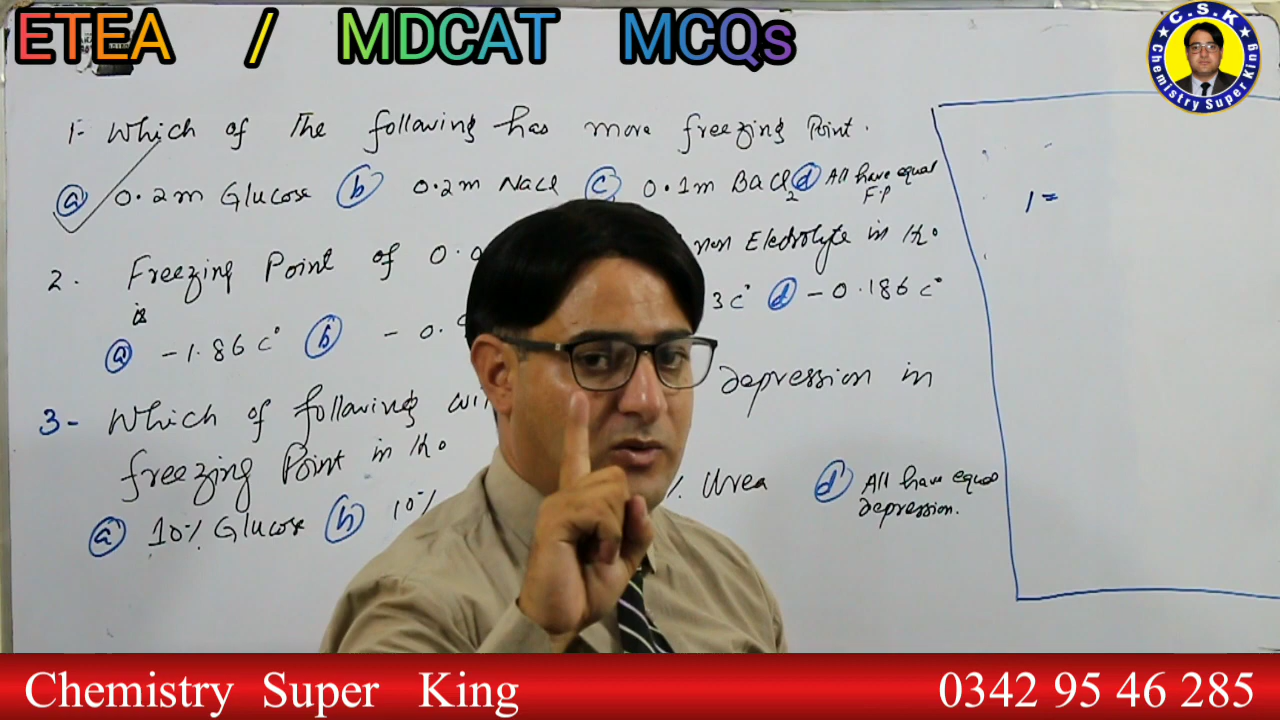 ETEA / MDCAT MCQs
C.S.K
Chemistry Super King
1- Which of The following has more freezing Point.
a 0.2m Glucose b 0.2m NaCl c 0.1m BaCl2 d All have equal F.P
2. Freezing Point of 0.0 non Electrolyte in H2o
is
a -1.86 c° b - 0. 3 c° d - 0.186 c°
3- Which of following wil Depression in
freezing Point in H2o
a 10% Glucose b 10% % Urea d All have equal
Depression.
1 =
Chemistry Super King
0342 95 46 285